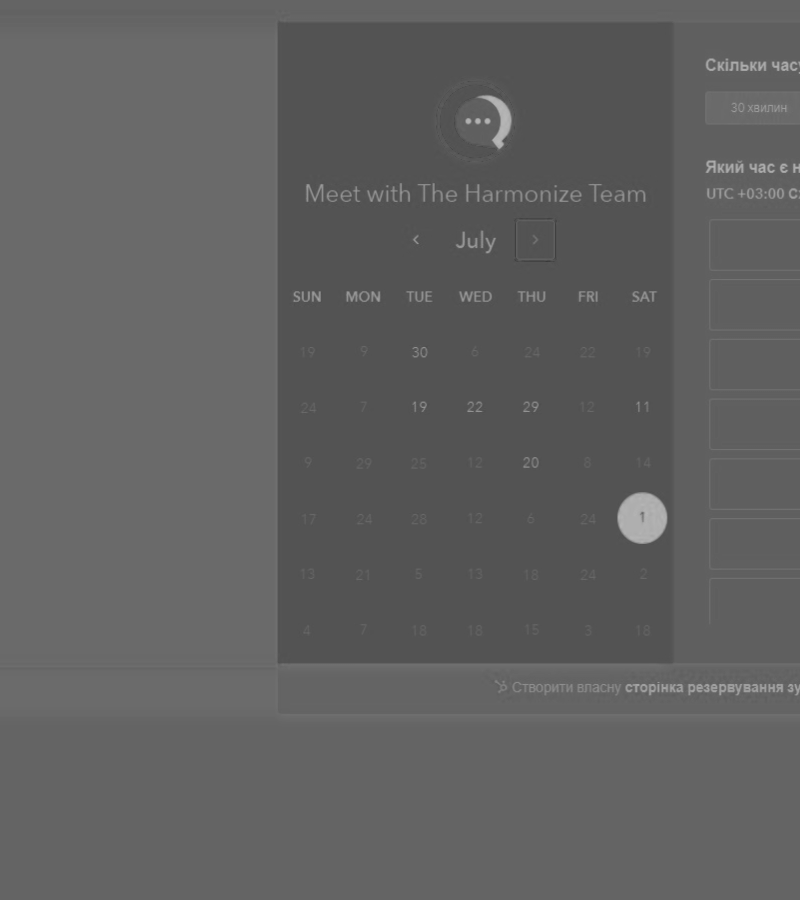 Скільки часу
30 хвилин
Meet with The Harmonize Team
Який час є н
UTC +03:00
July
SUN MON TUE WED THU FRI SAT
19 9 30 6 24 22 19
24 7 19 22 29 12 11
9 29 25 12 20 8 14
17 24 28 12 6 24 1
13 21 5 13 18 24 2
4 7 18 18 15 3 18
Створити власну сторінка резервування